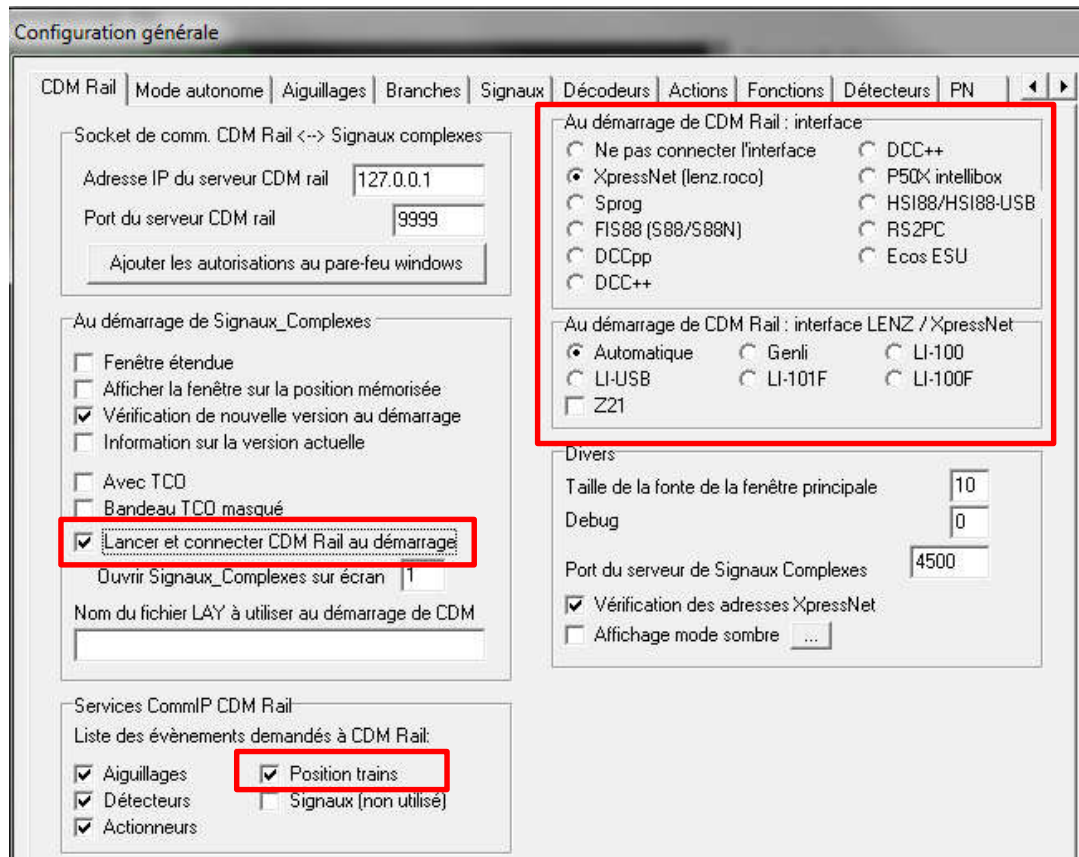 Configuration générale
CDM Rail Mode autonome Aiguillages Branches Signaux Décodeurs Actions Fonctions Détecteurs PN
Socket de comm. CDM Rail <--> Signaux complexes
Adresse IP du serveur CDM rail 127.0.0.1
Port du serveur CDM rail 9999
Ajouter les autorisations au pare-feu windows
Au démarrage de Signaux_Complexes
Fenêtre étendue
Afficher la fenêtre sur la position mémorisée
Vérification de nouvelle version au démarrage
Information sur la version actuelle
Avec TCO
Bandeau TCO masqué
Lancer et connecter CDM Rail au démarrage
Ouvrir Signaux_Complexes sur écran 1
Nom du fichier LAY à utiliser au démarrage de CDM
Services CommIP CDM Rail
Liste des évènements demandés à CDM Rail:
Aiguillages Position trains
Détecteurs Signaux (non utilisé)
Actionneurs
Au démarrage de CDM Rail : interface
Ne pas connecter l'interface DCC++
XpressNet (lenz.roco) P50X intellibox
Sprog HSI88/HSI88-USB
FIS88 (S88/S88N) RS2PC
DCCpp Ecos ESU
DCC++
Au démarrage de CDM Rail : interface LENZ / XpressNet
Automatique Genli LI-100
LI-USB LI-101F LI-100F
Z21
Divers
Taille de la fonte de la fenêtre principale 10
Debug 0
Port du serveur de Signaux Complexes 4500
Vérification des adresses XpressNet
Affichage mode sombre ...